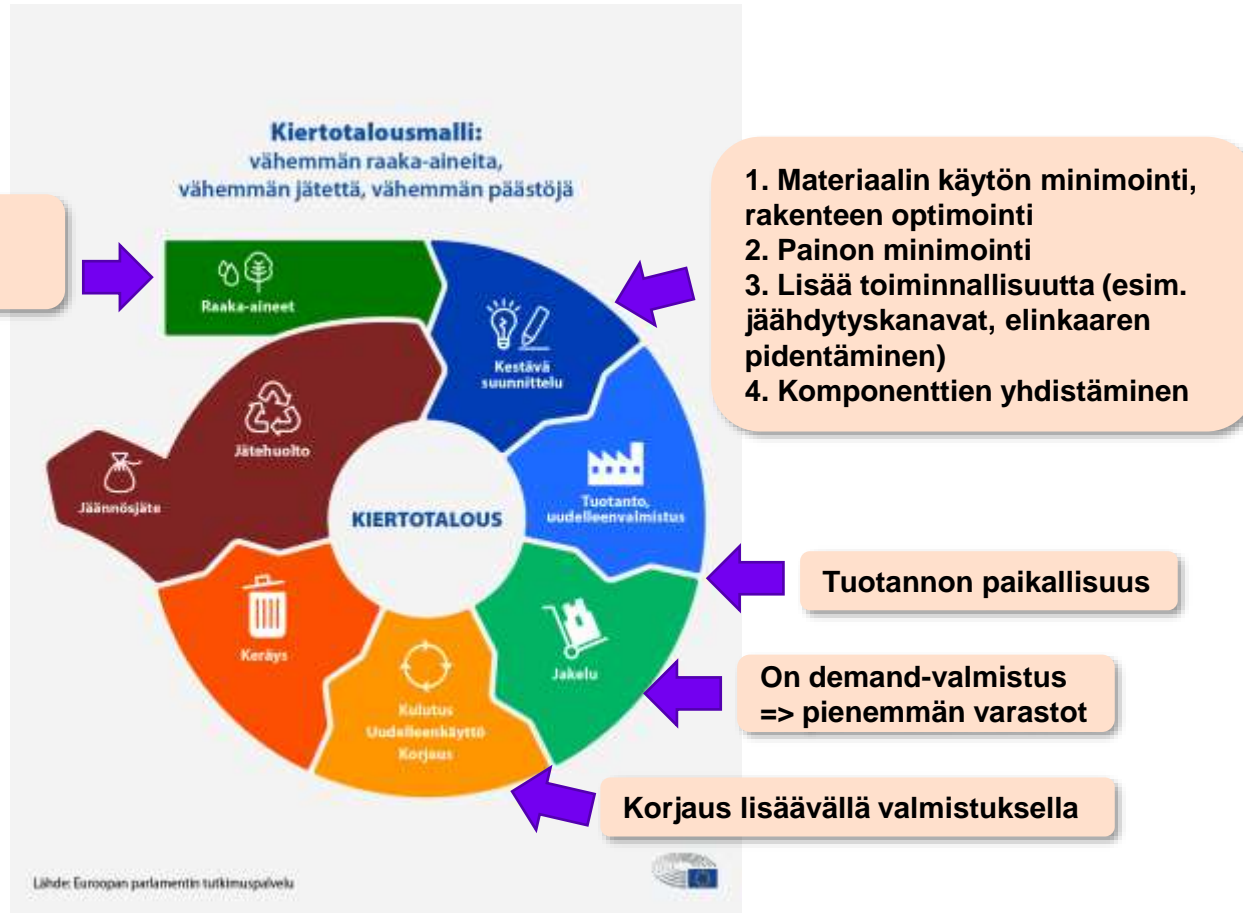 Kiertotalousmalli:
vähemmän raaka-aineita,
vähemmän jätettä, vähemmän päästöjä
1. Materiaalin käytön minimointi,
rakenteen optimointi
2. Painon minimointi
3. Lisää toiminnallisuutta (esim.
jäähdytyskanavat, elinkaaren
pidentäminen)
4. Komponenttien yhdistäminen
Raaka-aineet
Kestävä
suunnittelu
Jätehuolto
Jäännösjäte
KIERTOTALOUS
Tuotanto,
uudelleenvalmistus
Tuotannon paikallisuus
Keräys
Jakelu
On demand-valmistus
=> pienemmän varastot
Kulutus
Uudelleenkäyttö
Korjaus
Korjaus lisäävällä valmistuksella
Lähde: Euroopan parlamentin tutkimuspalvelu